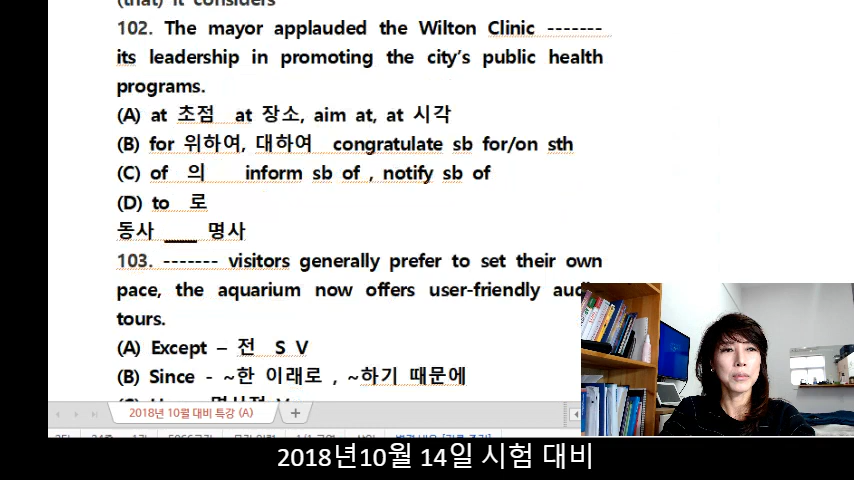 (that) it considers
102. The mayor applauded the Wilton Clinic -------
its leadership in promoting the city's public health
programs.
(A) at 초점 at 장소, aim at, at 시각
(B) for 위하여, 대하여 congratulate sb for/on sth
(C) of 의 inform sb of , notify sb of
(D) to 로
동사 ____ 명사
103. ------- visitors generally prefer to set their own
pace, the aquarium now offers user-friendly
tours.
(A) Except – 전 S V
(B) Since - ~한 이래로 , ~하기 때문에
2018년 10월 대비 특강 (A)
2018년10월 14일 시험 대비